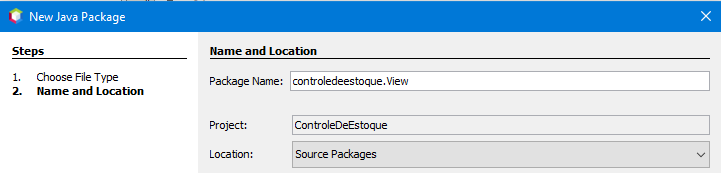 New Java Package
Steps
1. Choose File Type
2. Name and Location
Name and Location
Package Name: controledeestoque.View
Project: ControleDeEstoque
Location: Source Packages